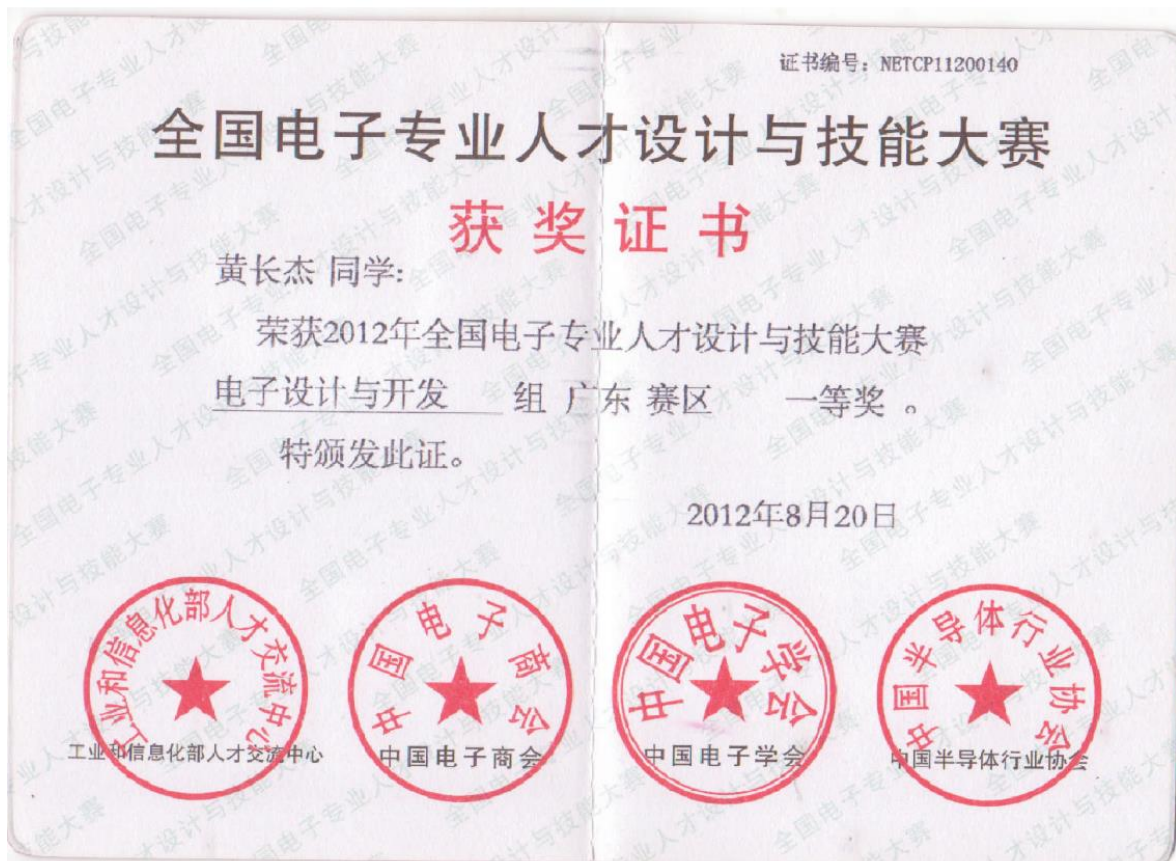 证书编号：NETCP11200140
全国电子专业人才设计与技能大赛
获奖证书
黄长杰 同学:
荣获2012年全国电子专业人才设计与技能大赛
电子设计与开发 组 广东 赛区 一等奖 。
特颁发此证。
2012年8月20日
工业和信息化部人才交流中心
中国电子商会
中国电子学会
中国半导体行业协会
工业和信息化部人才交流中心
中国电子商会
中国电子学会
中国半导体行业协会